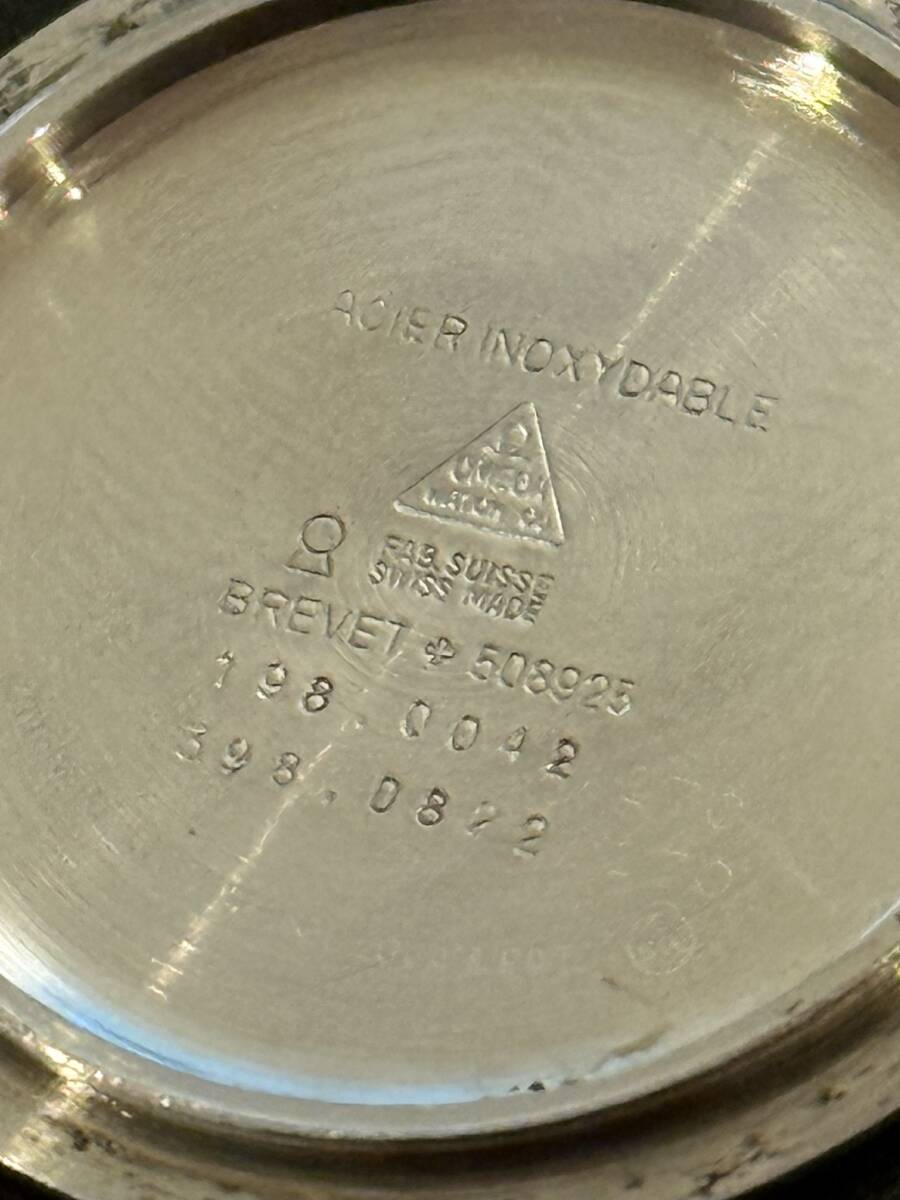 ACIER INOXYDABLE
Ω
OMEGA
WATCH Co
FAB. SUISSE
SWISS MADE
BREVET ✚ 508925
198.0042
398.0822